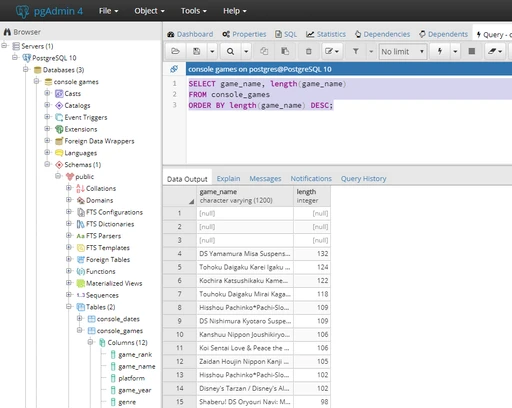 pgAdmin 4 File Object Tools Help
Browser
Servers (1)
PostgreSQL 10
Databases (3)
console games
Casts
Catalogs
Event Triggers
Extensions
Foreign Data Wrappers
Languages
Schemas (1)
public
Collations
Domains
FTS Configurations
FTS Dictionaries
FTS Parsers
FTS Templates
Foreign Tables
Functions
Materialized Views
1..3 Sequences
Tables (2)
console_dates
console_games
Columns (12)
game_rank
game_name
platform
game_year
genre
Dashboard Properties SQL Statistics Dependencies Dependents Query - c
No limit
console games on postgres@PostgreSQL 10
1 SELECT game_name, length(game_name)
2 FROM console_games
3 ORDER BY length(game_name) DESC;
Data Output Explain Messages Notifications Query History
game_name length
character varying (1200) integer
1 [null] [null]
2 [null] [null]
3 [null] [null]
4 DS Yamamura Misa Suspens... 132
5 Tohoku Daigaku Karei Igaku ... 124
6 Kochira Katsushikaku Kame... 122
7 Touhoku Daigaku Mirai Kaga... 118
8 Hisshou Pachinko*Pachi-Slo... 109
9 DS Nishimura Kyotaro Suspe... 109
10 Kanshuu Nippon Joushikiryo... 106
11 Koi Sentai Love & Peace the ... 106
12 Zaidan Houjin Nippon Kanji ... 105
13 Hisshou Pachinko*Pachi-Slo... 102
14 Disney's Tarzan / Disney's Al... 102
15 Shaberu! DS Oryouri Navi: M... 98